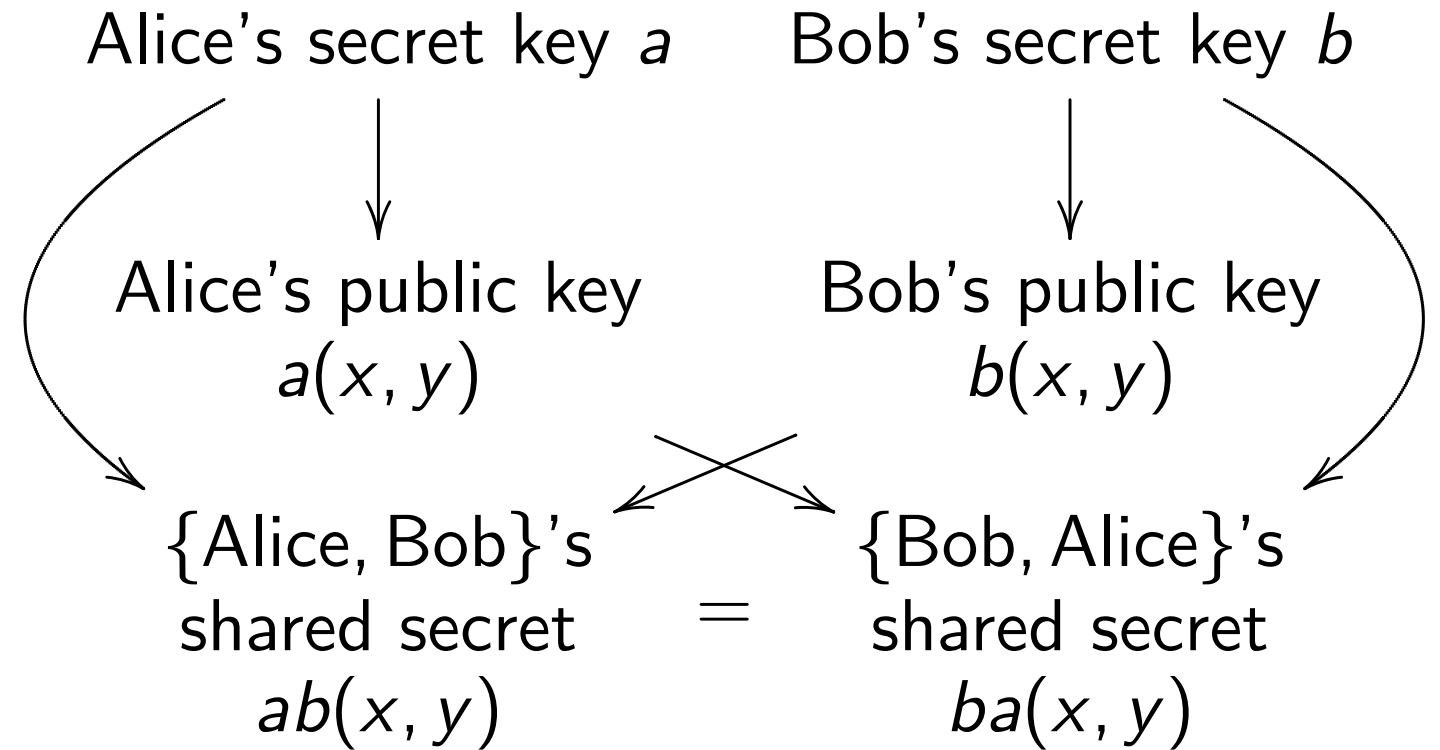 Alice's secret key a
Bob's secret key b
Alice's public key
a(x, y)
Bob's public key
b(x, y)
{Alice, Bob}'s
shared secret
ab(x, y)
=
{Bob, Alice}'s
shared secret
ba(x, y)